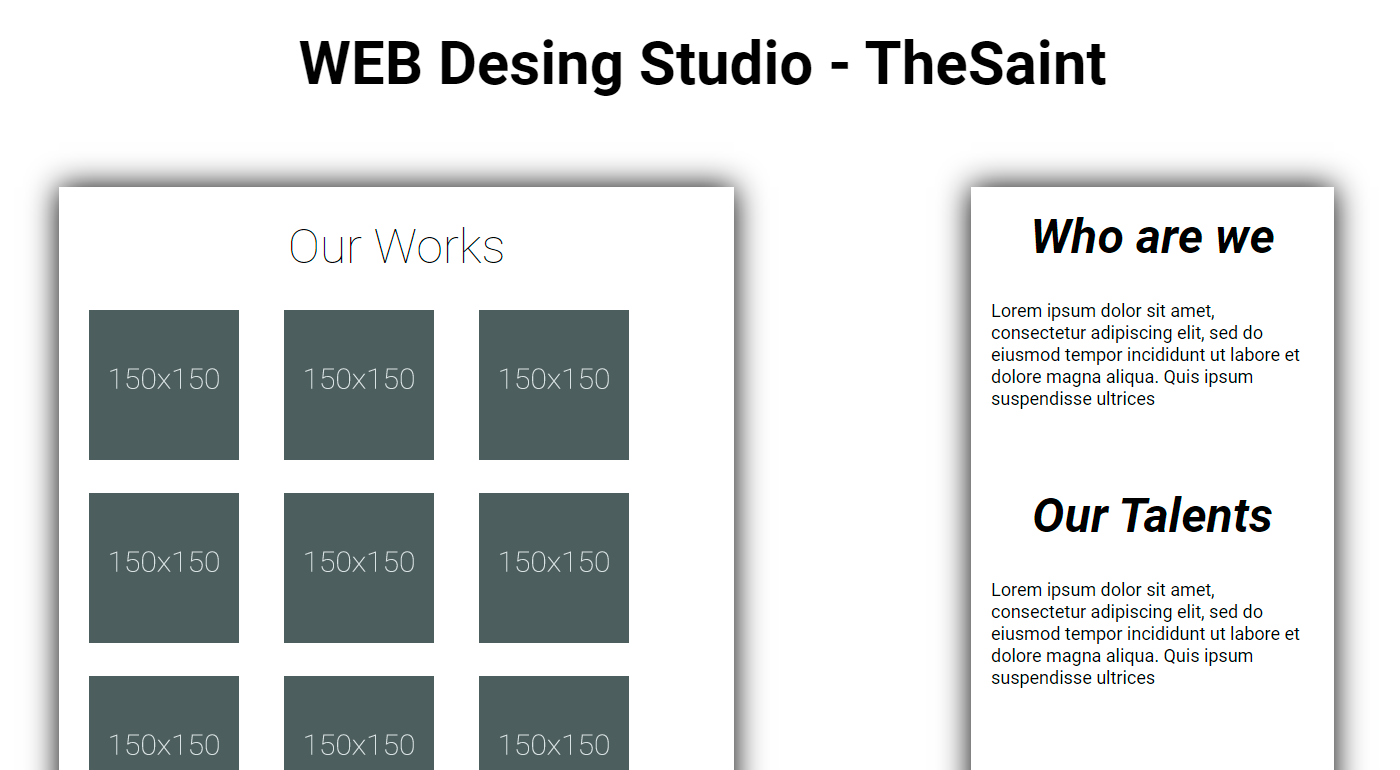 WEB Desing Studio - TheSaint
Our Works
150x150 150x150 150x150
150x150 150x150 150x150
150x150 150x150 150x150
Who are we
Lorem ipsum dolor sit amet,
consectetur adipiscing elit, sed do
eiusmod tempor incididunt ut labore et
dolore magna aliqua. Quis ipsum
suspendisse ultrices
Our Talents
Lorem ipsum dolor sit amet,
consectetur adipiscing elit, sed do
eiusmod tempor incididunt ut labore et
dolore magna aliqua. Quis ipsum
suspendisse ultrices